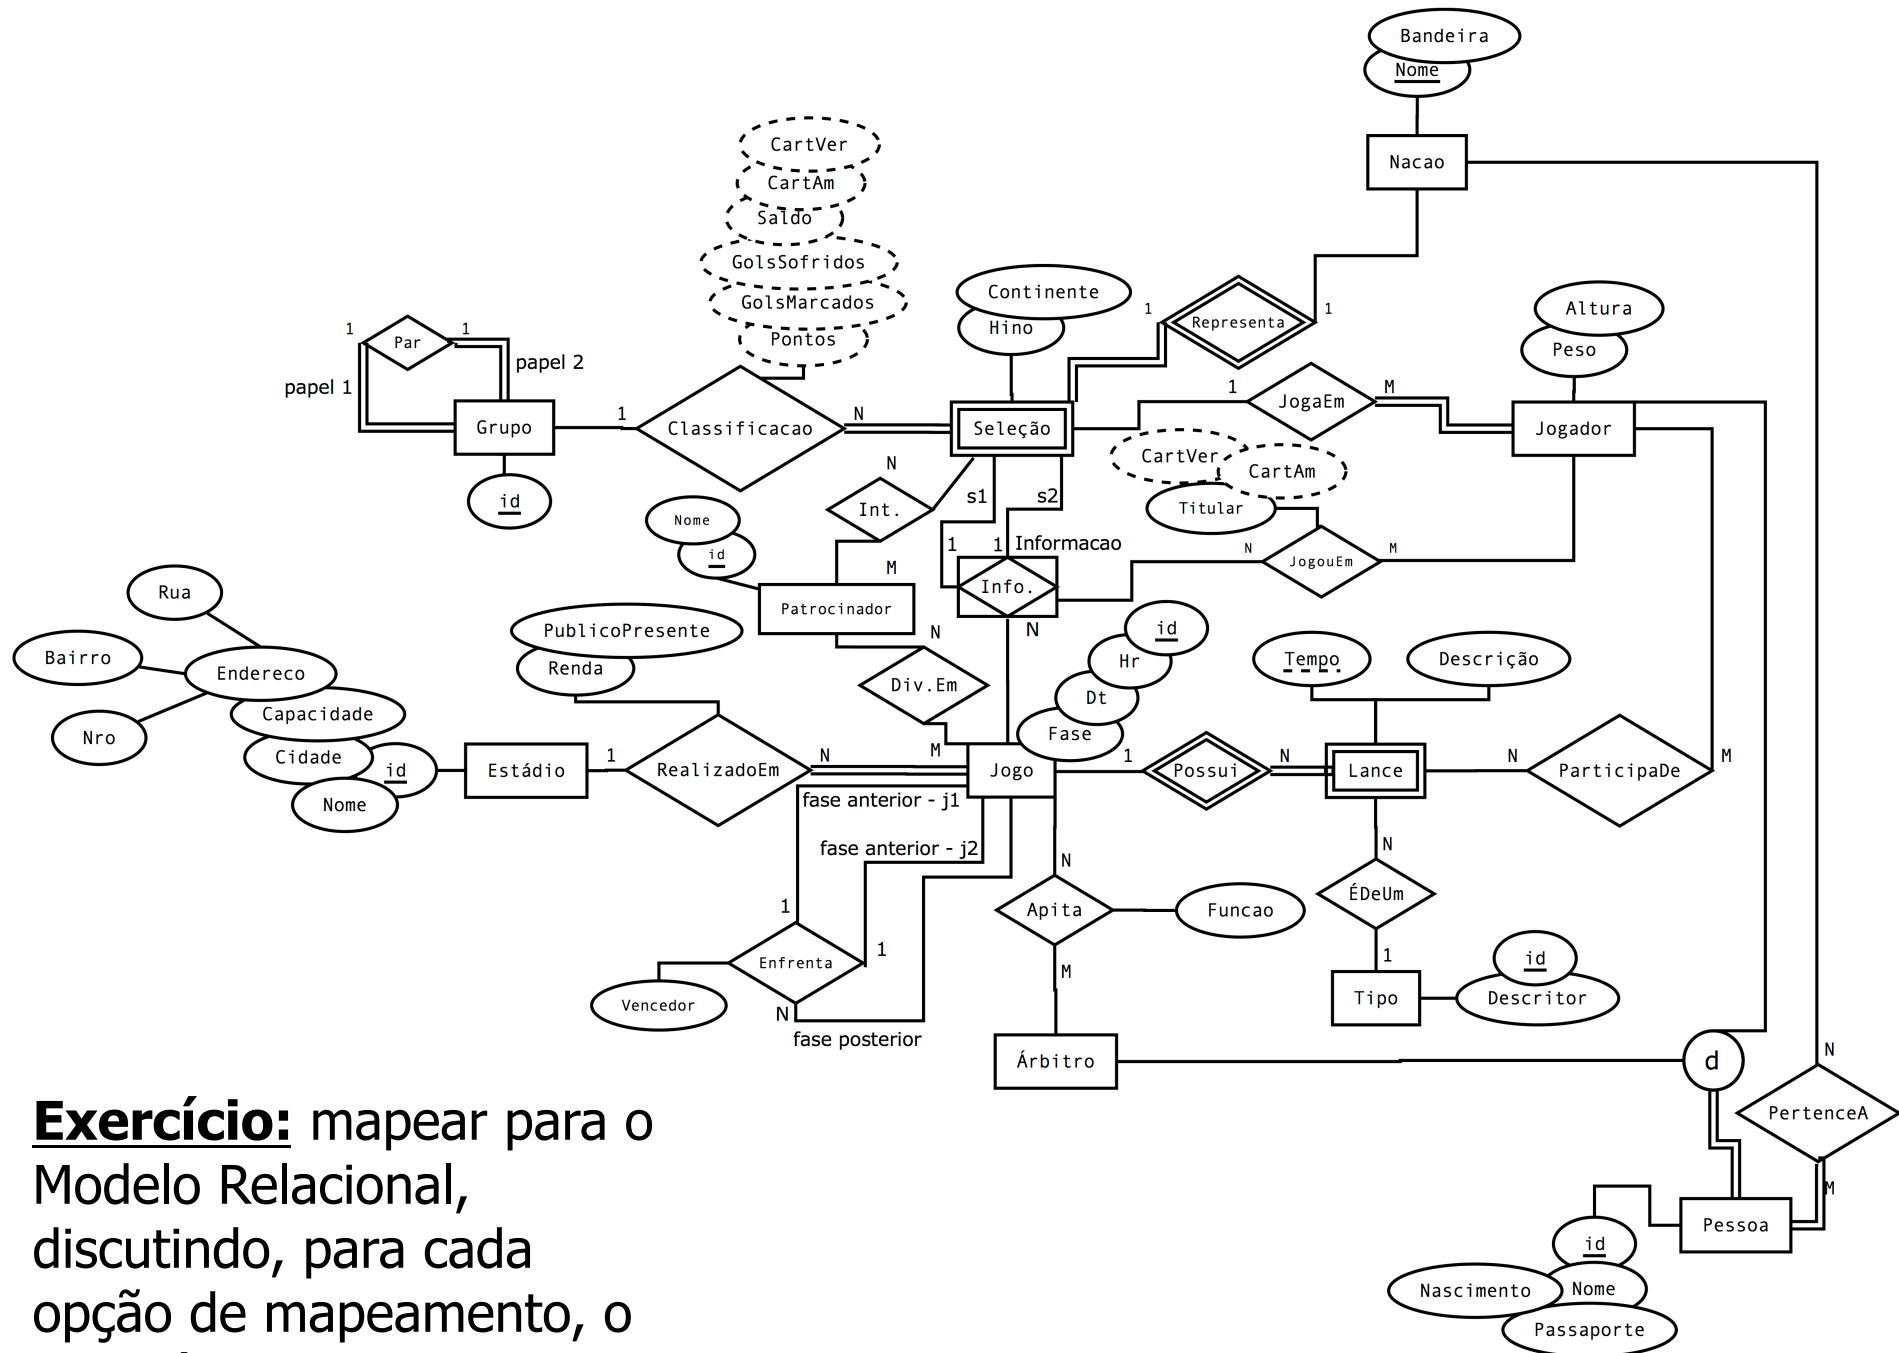 Bandeira
Nome
Nacao
CartVer
CartAm
Saldo
GolsSofridos
GolsMarcados
Pontos
Continente
Hino
1
Representa
1
Altura
Peso
1
Par
1
papel 1
papel 2
Grupo
id
1
Classificacao
N
Seleção
1
JogaEm
M
Jogador
CartVer
CartAm
Titular
N
Int.
M
s1
s2
Nome
id
Patrocinador
1
1
Informacao
Info.
N
N
JogouEm
M
Rua
Bairro
Endereco
Nro
Capacidade
Cidade
id
Nome
Estádio
PublicoPresente
Renda
1
RealizadoEm
N
N
Div.Em
M
id
Hr
Dt
Fase
Jogo
1
Possui
N
Tempo
Descrição
Lance
N
ParticipaDe
M
fase anterior - j1
fase anterior - j2
1
1
Enfrenta
Vencedor
N
fase posterior
N
Apita
Funcao
M
Árbitro
N
ÉDeUm
1
id
Tipo
Descritor
d
N
PertenceA
M
Pessoa
id
Nascimento
Nome
Passaporte
Exercício: mapear para o
Modelo Relacional,
discutindo, para cada
opção de mapeamento, o